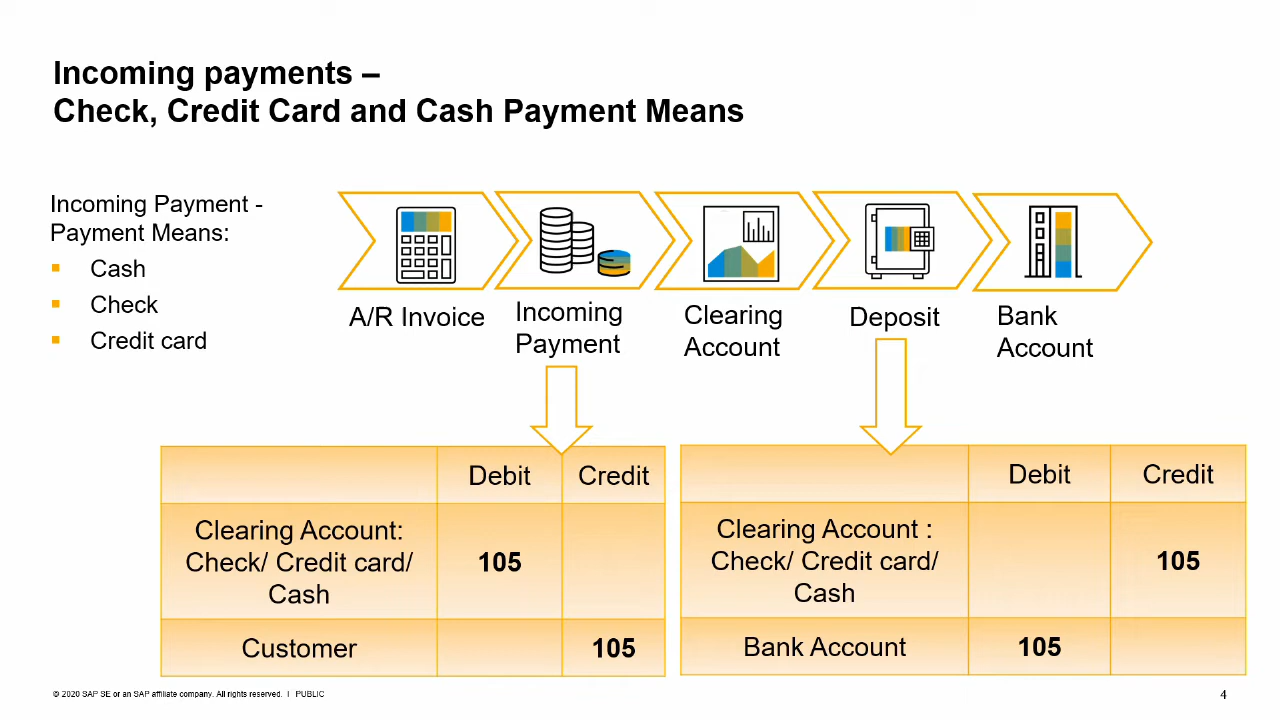 Incoming payments –
Check, Credit Card and Cash Payment Means
Incoming Payment -
Payment Means:
▪ Cash
▪ Check
▪ Credit card
A/R Invoice
Incoming
Payment
Clearing
Account
Deposit
Bank
Account
Debit Credit
Clearing Account:
Check/ Credit card/
Cash
105
Customer 105
Debit Credit
Clearing Account :
Check/ Credit card/
Cash
105
Bank Account 105
© 2020 SAP SE or an SAP affiliate company. All rights reserved. I PUBLIC
4